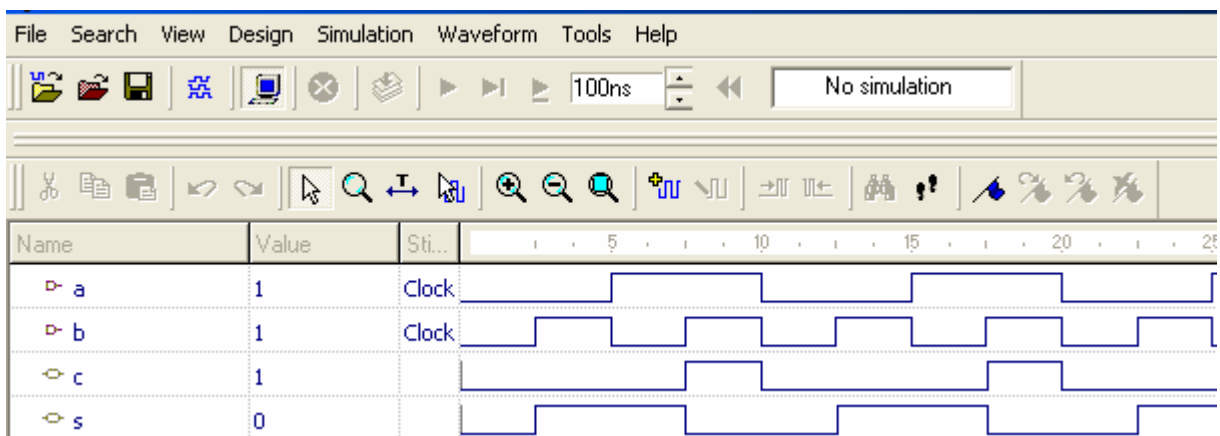 File Search View Design Simulation Waveform Tools Help
100ns No simulation
Name Value Sti... 5 10 15 20 25
a 1 Clock
b 1 Clock
c 1
s 0